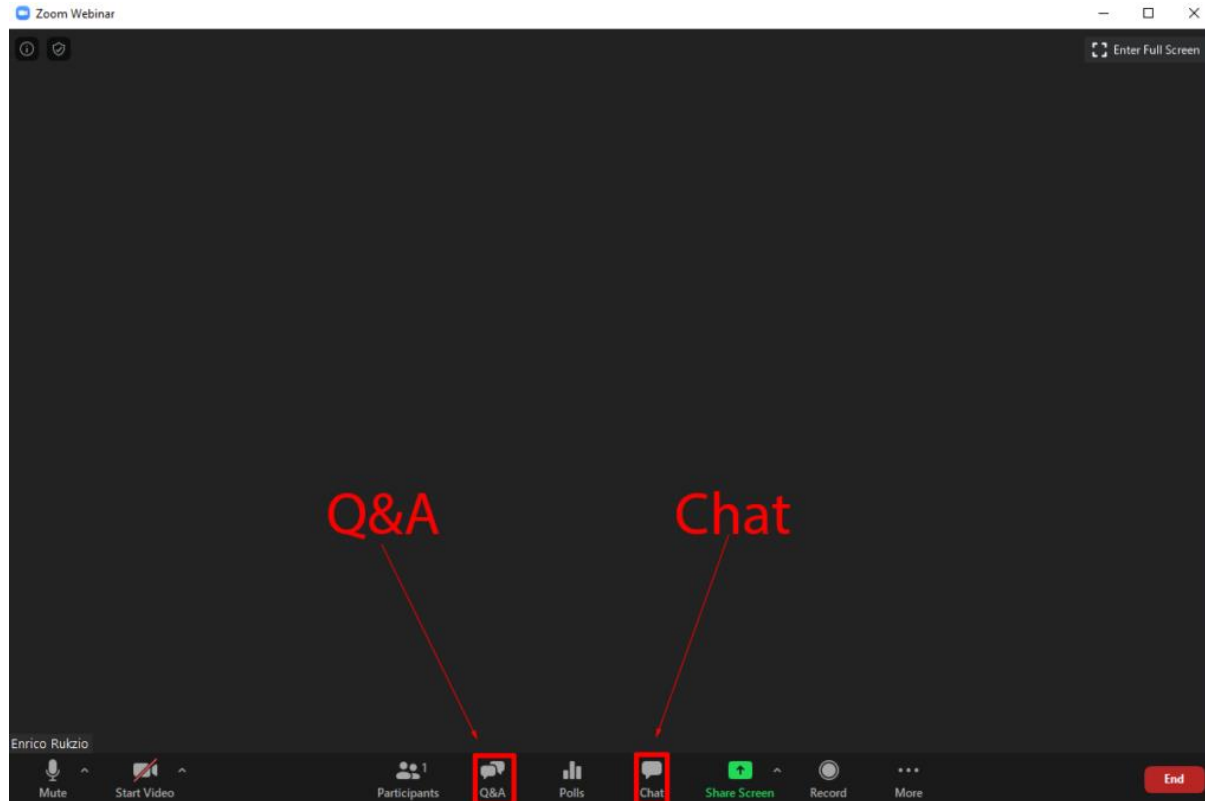 Zoom Webinar
Enter Full Screen
Q&A Chat
Enrico Rukzio
1
Mute Start Video Participants Q&A Polls Chat Share Screen Record More End